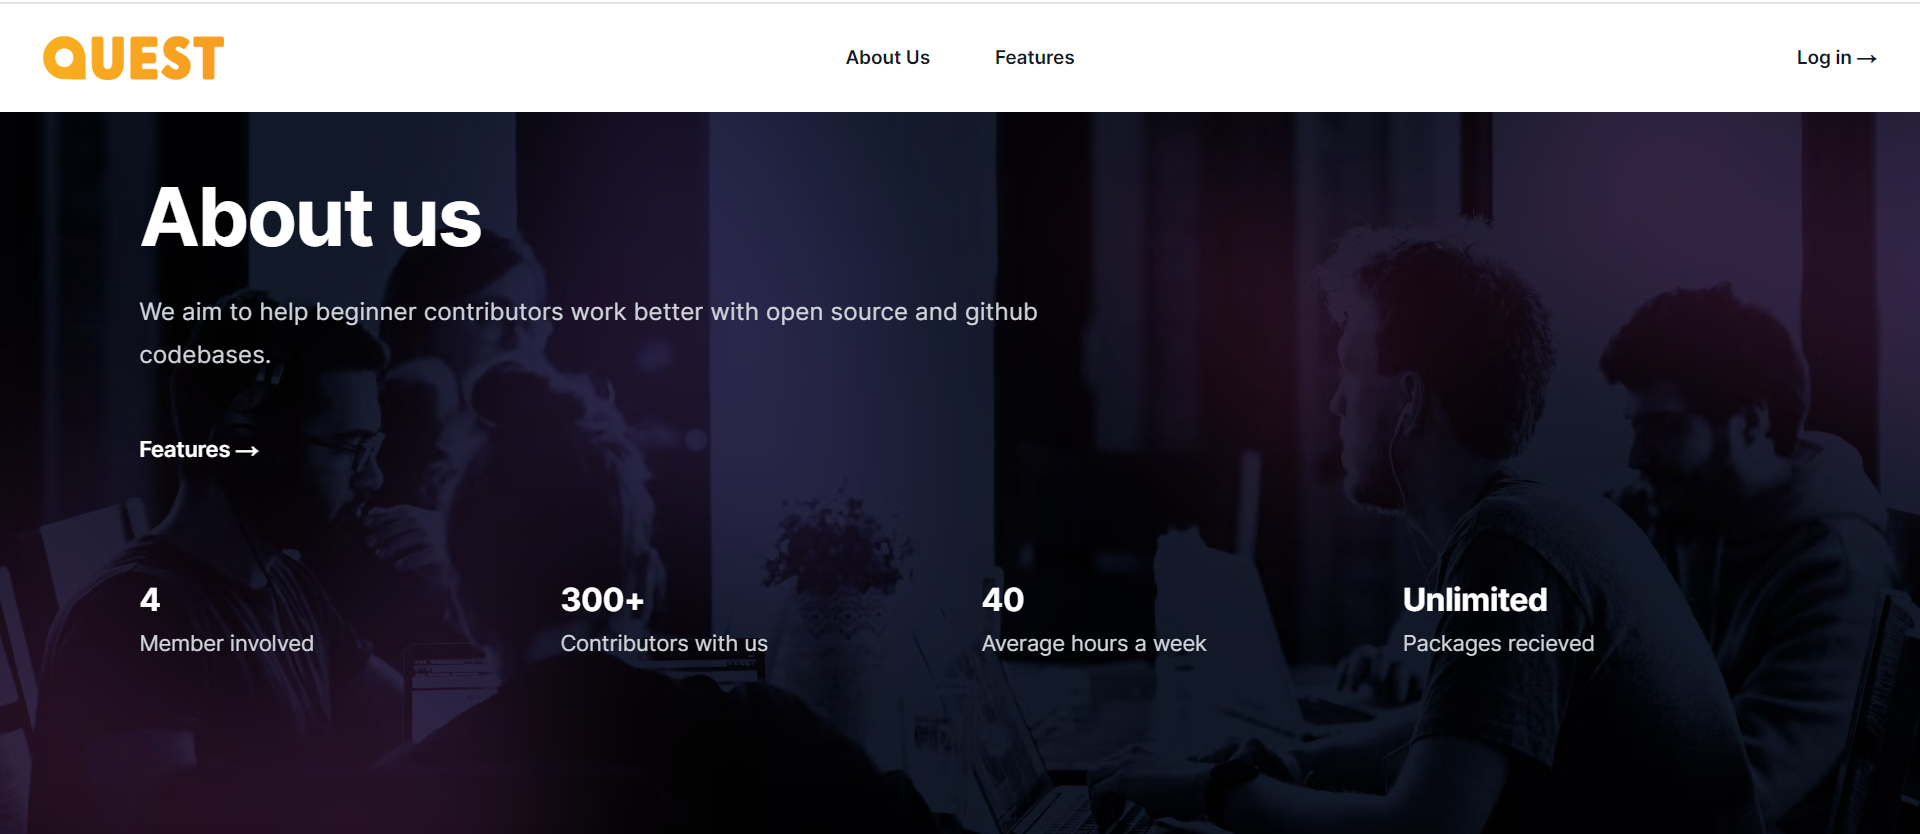 QUEST
About Us
Features
Log in →
About us
We aim to help beginner contributors work better with open source and github
codebases.
Features →
4
Member involved
300+
Contributors with us
40
Average hours a week
Unlimited
Packages recieved